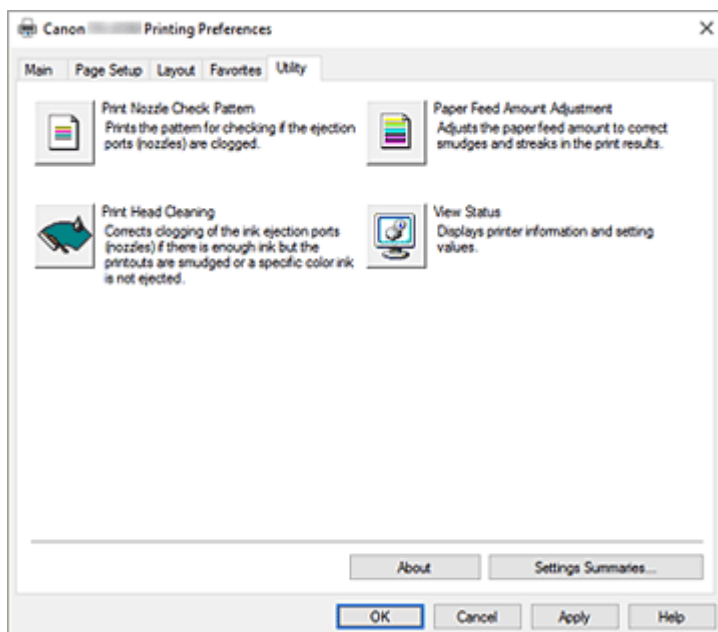 Canon Printing Preferences
Main Page Setup Layout Favorites Utility
Print Nozzle Check Pattern
Prints the pattern for checking if the ejection
ports (nozzles) are clogged.
Paper Feed Amount Adjustment
Adjusts the paper feed amount to correct
smudges and streaks in the print results.
Print Head Cleaning
Corrects clogging of the ink ejection ports
(nozzles) if there is enough ink but the
printouts are smudged or a specific color ink
is not ejected.
View Status
Displays printer information and setting
values.
About Settings Summaries...
OK Cancel Apply Help